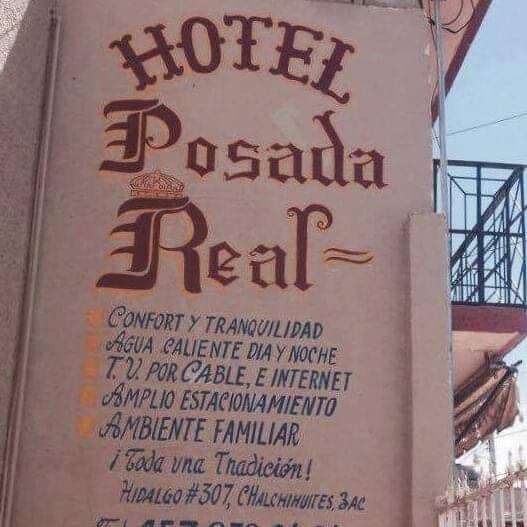 HOTEL
Posada
Real
CONFORT Y TRANQUILIDAD
AGUA CALIENTE DIA Y NOCHE
T.V. POR CABLE, E INTERNET
AMPLIO ESTACIONAMIENTO
AMBIENTE FAMILIAR
¡Toda una Tradición!
HIDALGO #307, CHALCHIHUITES, ZAC